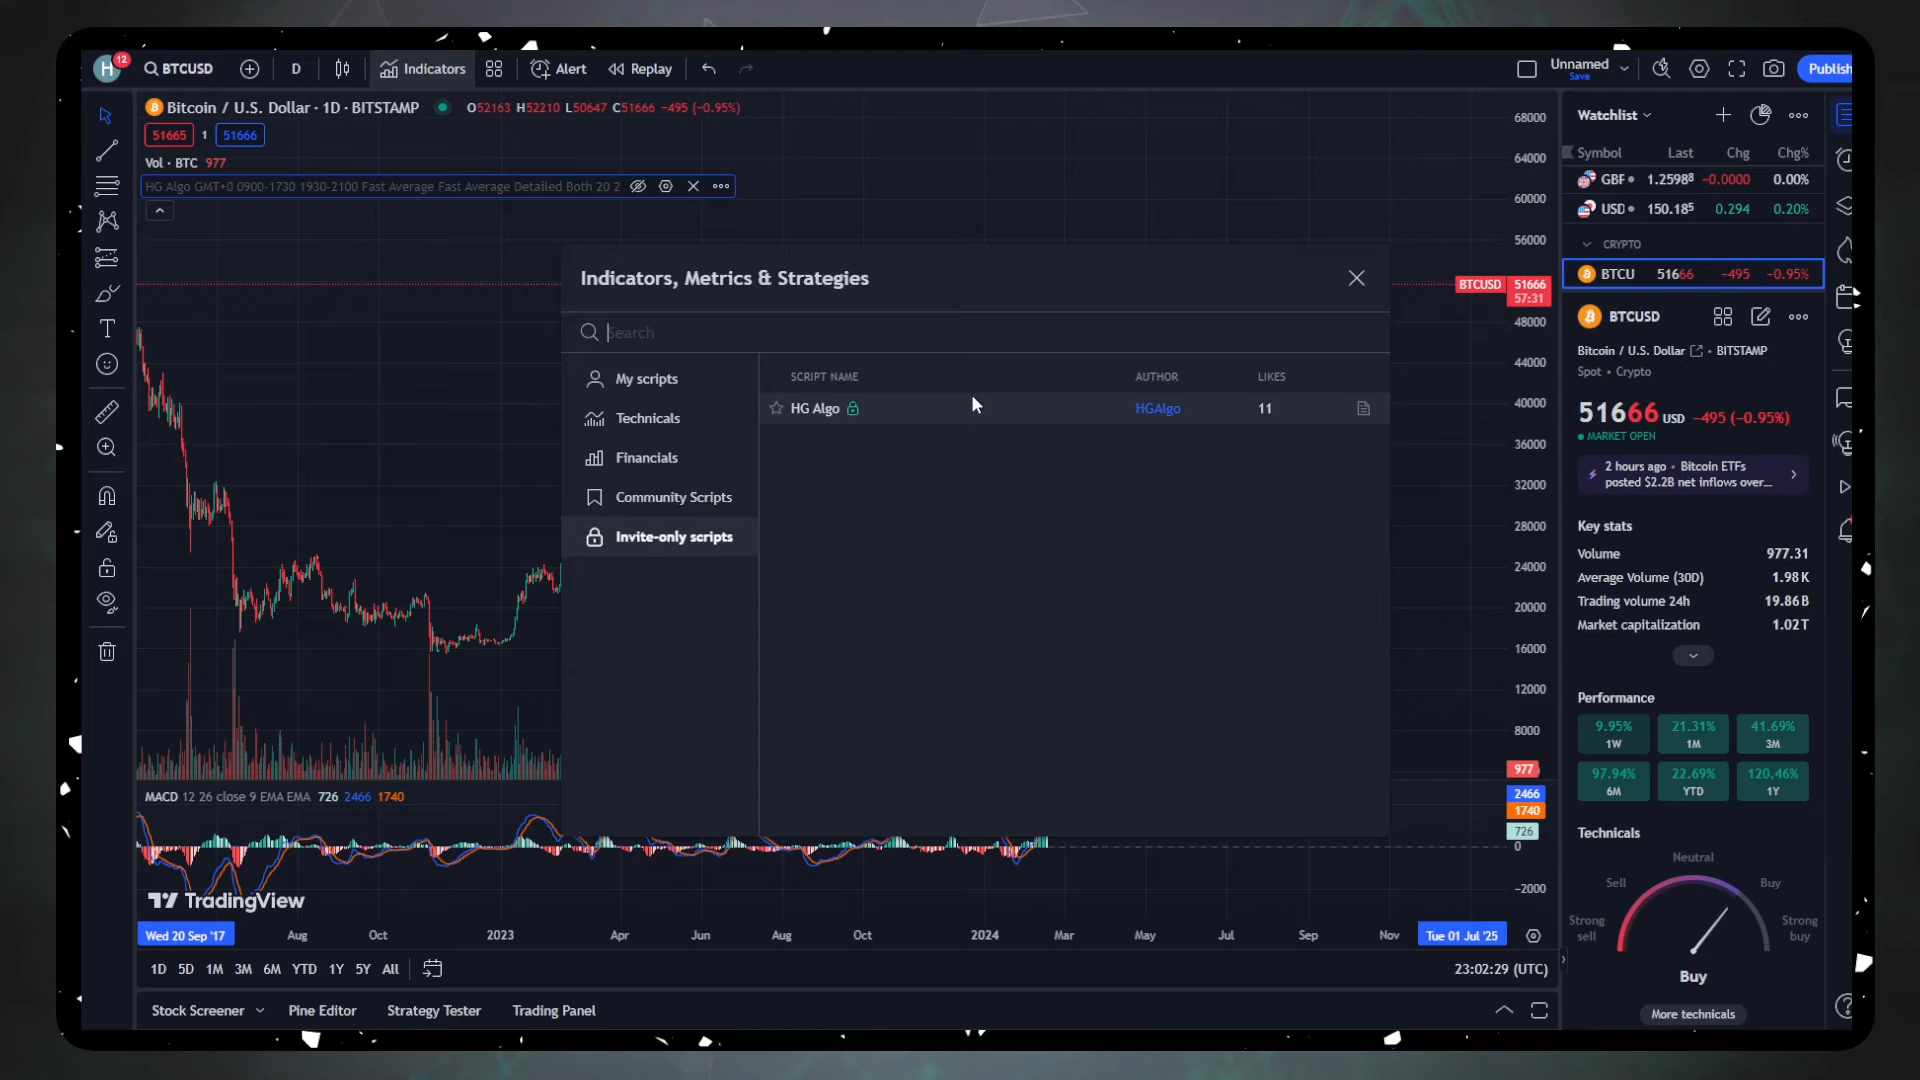 H
12
BTCUSD
D
Indicators
Alert
Replay
Unnamed
Save
Publish
Bitcoin / U.S. Dollar · 1D · BITSTAMP
O52163 H52210 L50647 C51666 −495 (−0.95%)
51665 1 51666
Vol · BTC 977
HG Algo GMT+0 0900-1730 1930-2100 Fast Average Fast Average Detailed Both 20 2
Indicators, Metrics & Strategies
Search
My scripts
Technicals
Financials
Community Scripts
Invite-only scripts
SCRIPT NAME AUTHOR LIKES
HG Algo HGAlgo 11
68000
64000
60000
56000
BTCUSD 51666
57:31
48000
44000
40000
36000
32000
28000
24000
20000
16000
12000
8000
977
2466
1740
726
0
−2000
MACD 12 26 close 9 EMA EMA 726 2466 1740
TradingView
Wed 20 Sep '17 Aug Oct 2023 Apr Jun Aug Oct 2024 Mar May Jul Sep Nov Tue 01 Jul '25
1D 5D 1M 3M 6M YTD 1Y 5Y All
23:02:29 (UTC)
Stock Screener Pine Editor Strategy Tester Trading Panel
Watchlist
Symbol Last Chg Chg%
GBF 1.25988 −0.0000 0.00%
USD 150.185 0.294 0.20%
CRYPTO
BTCU 51666 −495 −0.95%
BTCUSD
Bitcoin / U.S. Dollar • BITSTAMP
Spot • Crypto
51666 USD −495 (−0.95%)
MARKET OPEN
2 hours ago • Bitcoin ETFs
posted $2.2B net inflows over...
Key stats
Volume 977.31
Average Volume (30D) 1.98K
Trading volume 24h 19.86B
Market capitalization 1.02T
Performance
9.95% 21.31% 41.69%
1W 1M 3M
97.94% 22.69% 120.46%
6M YTD 1Y
Technicals
Neutral
Sell Buy
Strong sell
Strong buy
Buy
More technicals